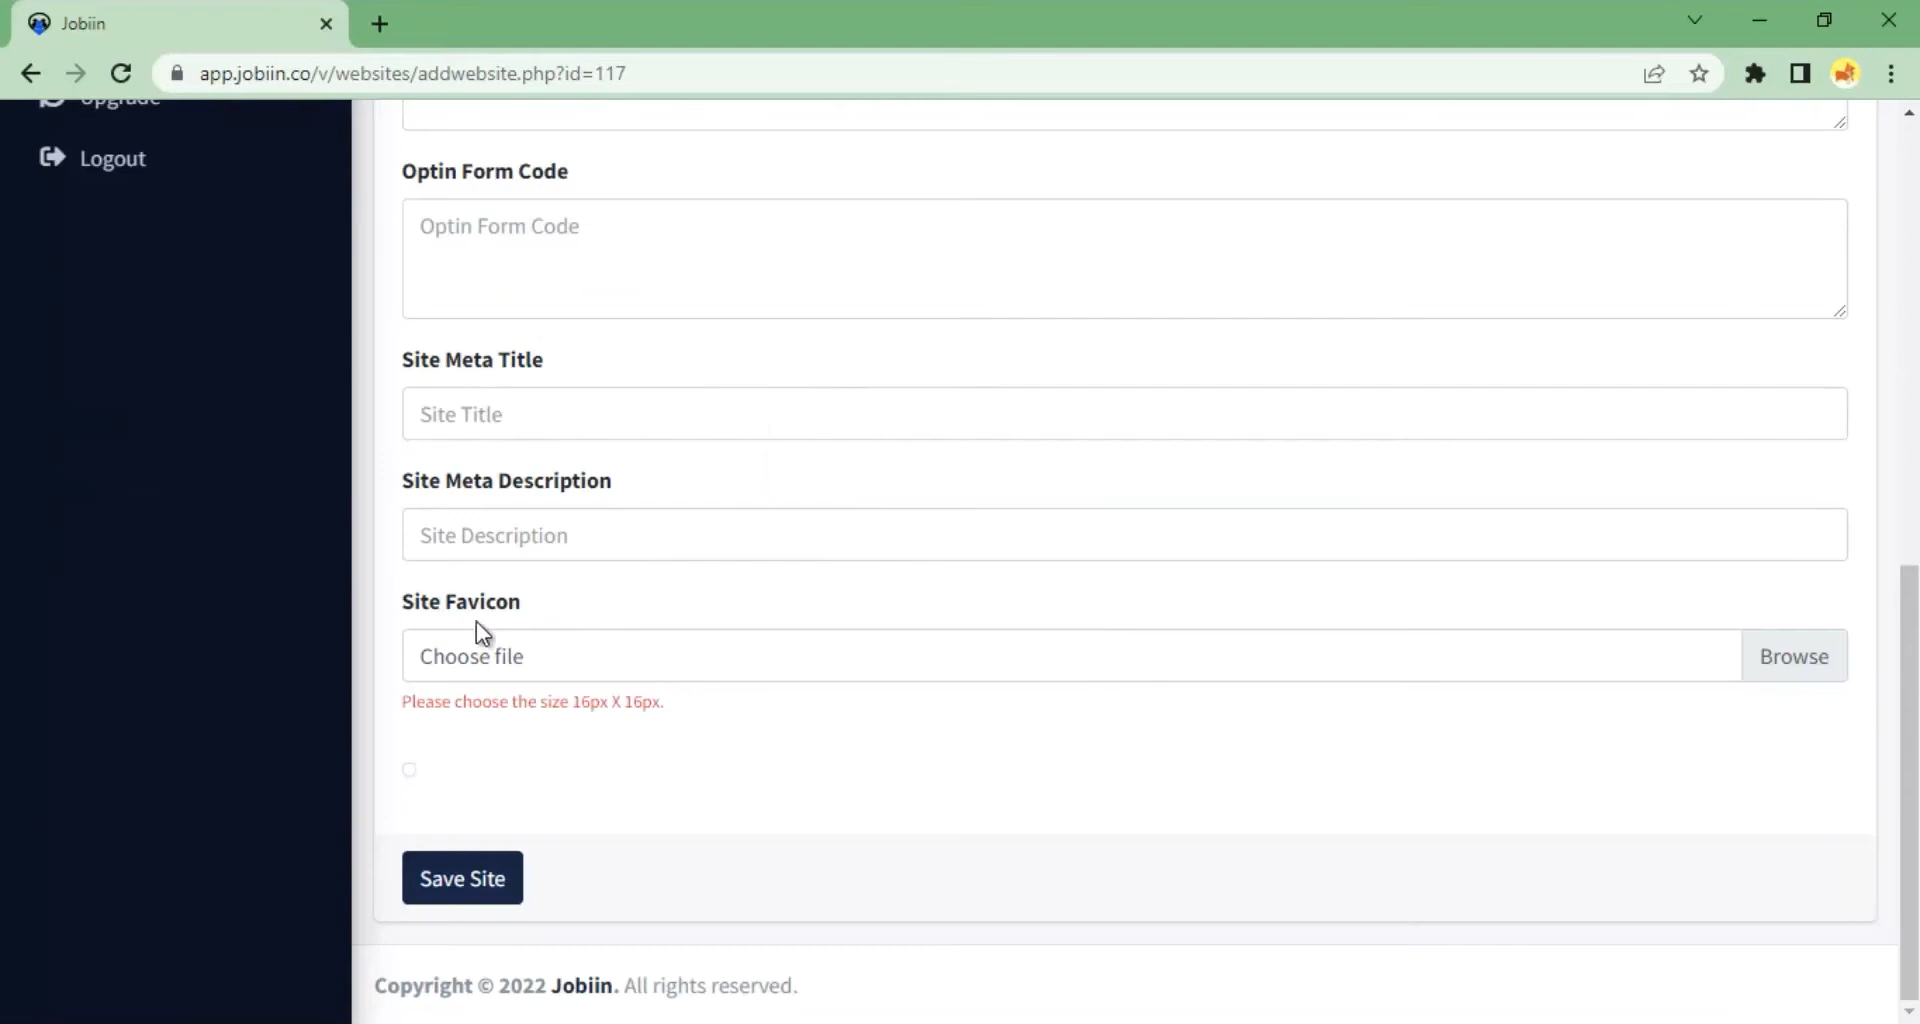 Jobiin
app.jobiin.co/v/websites/addwebsite.php?id=117
Upgrade
Logout
Optin Form Code
Optin Form Code
Site Meta Title
Site Title
Site Meta Description
Site Description
Site Favicon
Choose file
Browse
Please choose the size 16px X 16px.
Save Site
Copyright © 2022 Jobiin. All rights reserved.